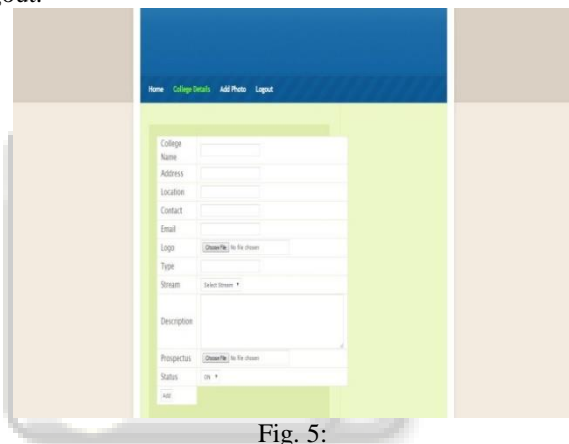 gout.
Home College Details Add Photo Logout
College
Name
Address
Location
Contact
Email
Logo Choose File No file chosen
Type
Stream Select Stream
Description
Prospectus Choose File No file chosen
Status ON
Add
Fig. 5: